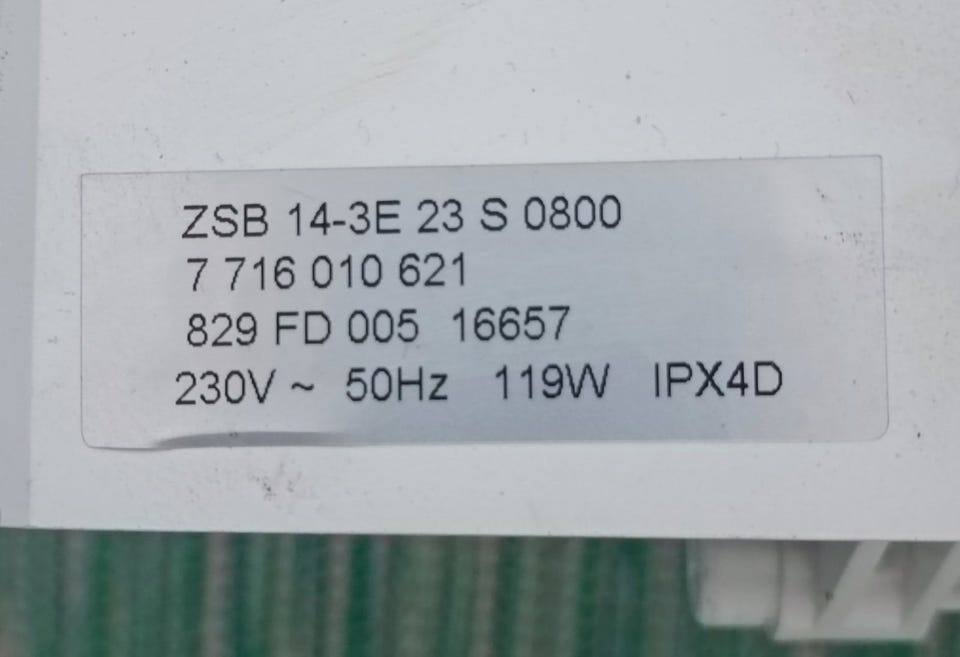 ZSB 14-3E 23 S 0800
7 716 010 621
829 FD 005 16657
230V ~ 50Hz 119W IPX4D